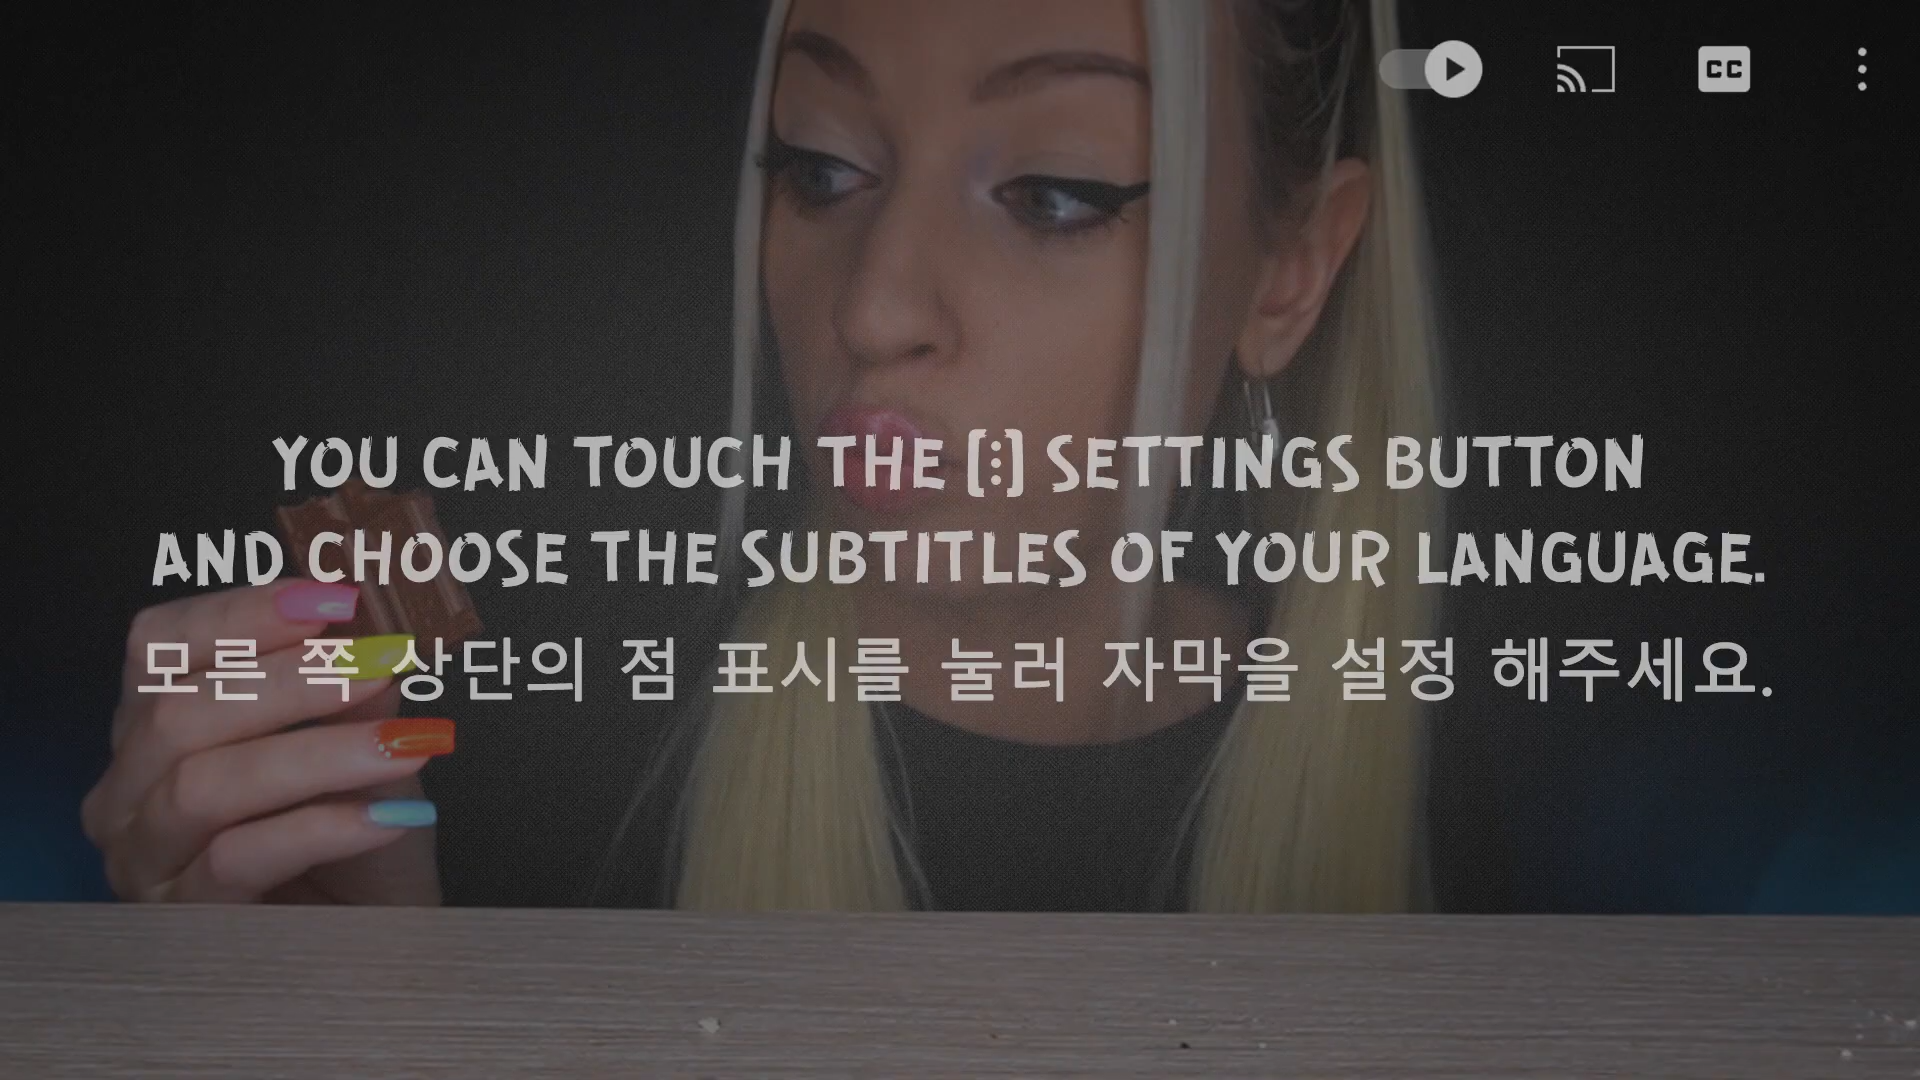 CC
YOU CAN TOUCH THE [⋮] SETTINGS BUTTON
AND CHOOSE THE SUBTITLES OF YOUR LANGUAGE.
모른 쪽 상단의 점 표시를 눌러 자막을 설정 해주세요.